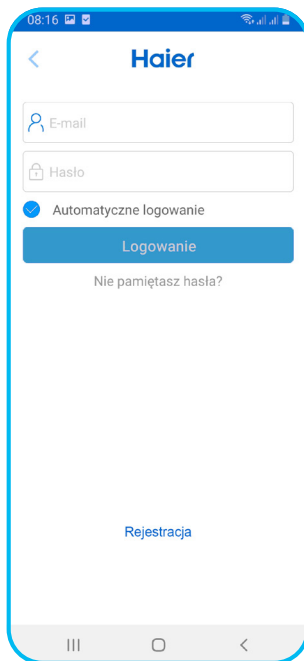 08:16
Haier
E-mail
Hasło
Automatyczne logowanie
Logowanie
Nie pamiętasz hasła?
Rejestracja